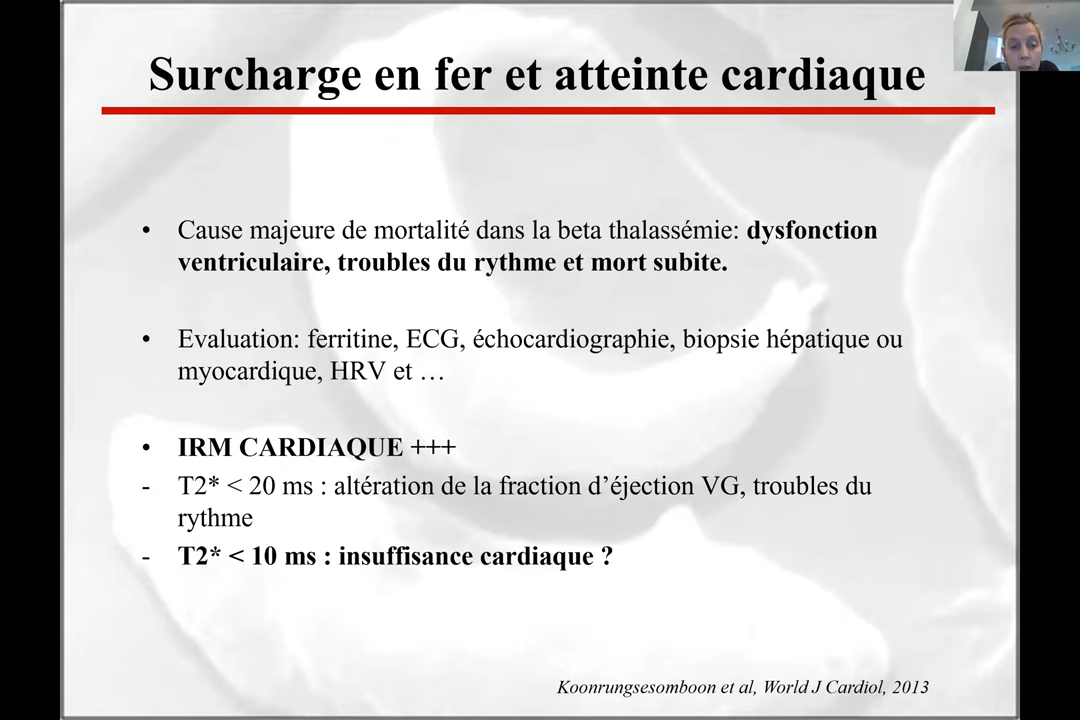 Surcharge en fer et atteinte cardiaque
• Cause majeure de mortalité dans la beta thalassémie: dysfonction
ventriculaire, troubles du rythme et mort subite.
• Evaluation: ferritine, ECG, échocardiographie, biopsie hépatique ou
myocardique, HRV et …
• IRM CARDIAQUE +++
- T2* < 20 ms : altération de la fraction d’éjection VG, troubles du
rythme
- T2* < 10 ms : insuffisance cardiaque ?
Koonrungsesomboon et al, World J Cardiol, 2013